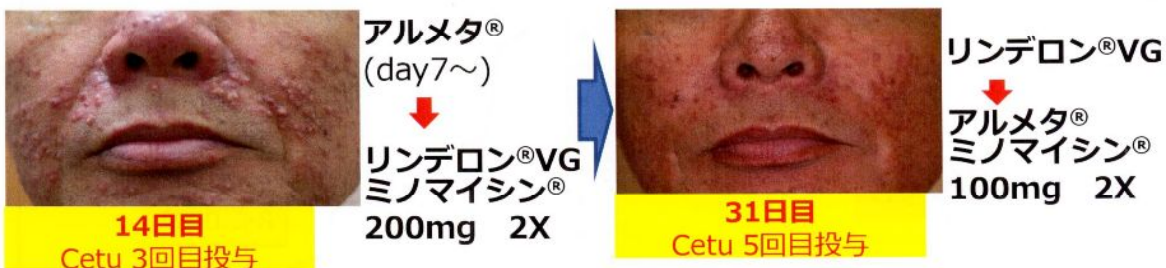 アルメタ®
(day7～)
リンデロン®VG
ミノマイシン®
200mg 2X
14日目
Cetu 3回目投与
リンデロン®VG
アルメタ®
ミノマイシン®
100mg 2X
31日目
Cetu 5回目投与